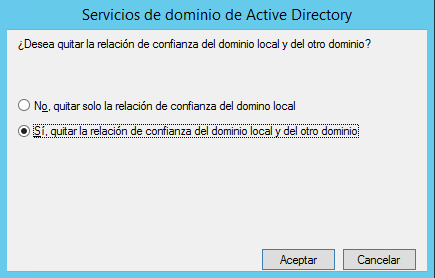 Servicios de dominio de Active Directory
¿Desea quitar la relación de confianza del dominio local y del otro dominio?
No, quitar solo la relación de confianza del domino local
Sí, quitar la relación de confianza del dominio local y del otro dominio
Aceptar
Cancelar